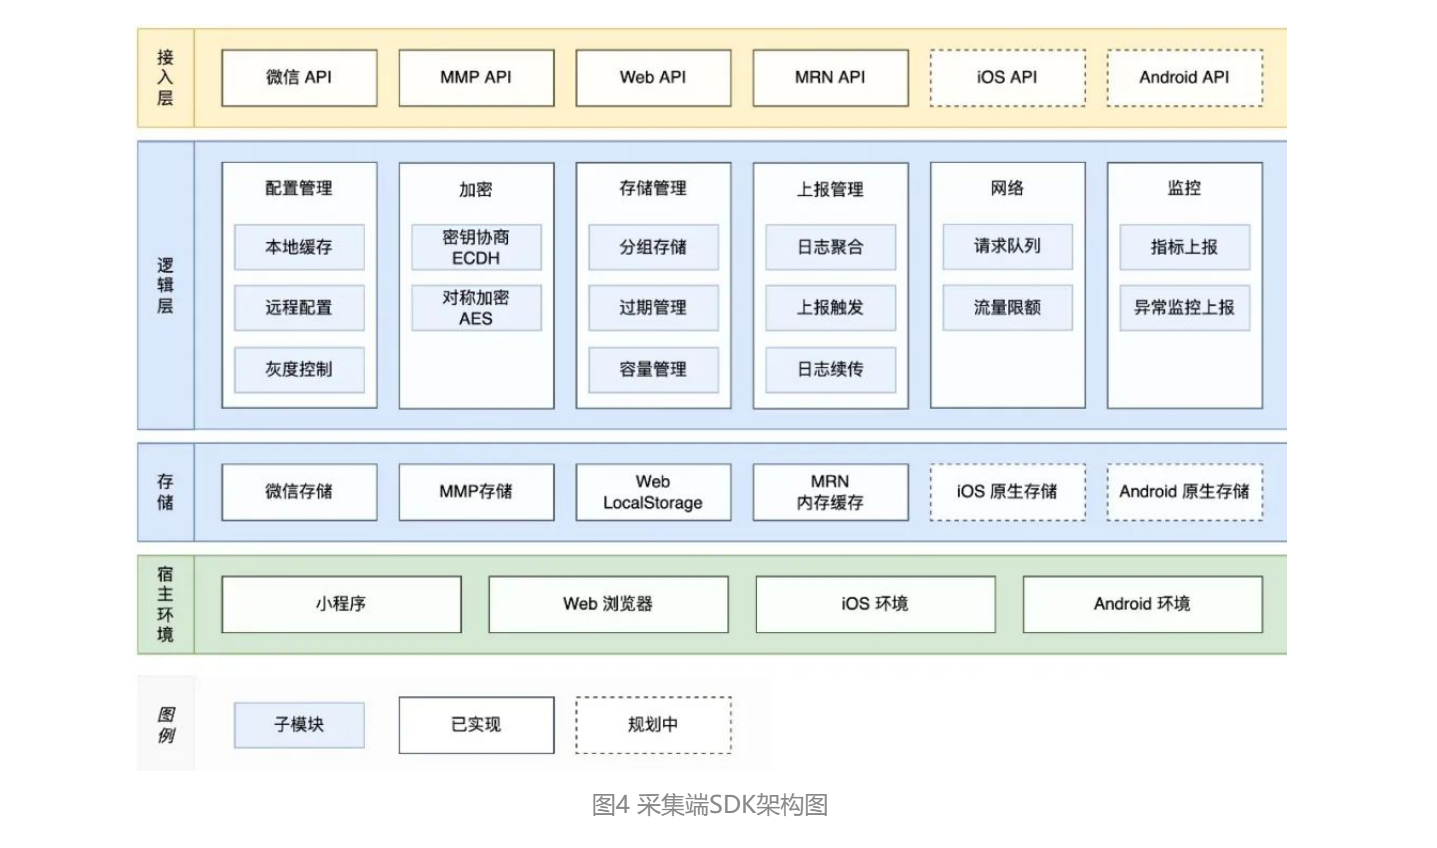 接入层
微信 API
MMP API
Web API
MRN API
iOS API
Android API
逻辑层
配置管理
本地缓存
远程配置
灰度控制
加密
密钥协商
ECDH
对称加密
AES
存储管理
分组存储
过期管理
容量管理
上报管理
日志聚合
上报触发
日志续传
网络
请求队列
流量限额
监控
指标上报
异常监控上报
存储
微信存储
MMP存储
Web
LocalStorage
MRN
内存缓存
iOS 原生存储
Android 原生存储
宿主环境
小程序
Web 浏览器
iOS 环境
Android 环境
图例
子模块
已实现
规划中
图4 采集端SDK架构图